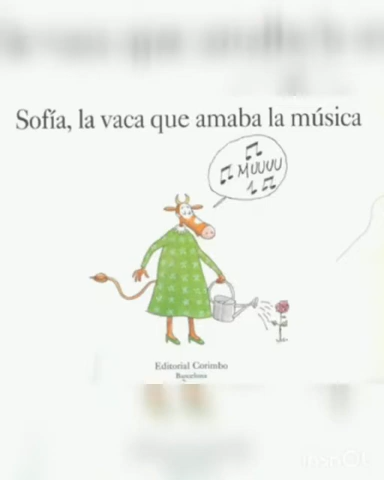 Sofía, la vaca que amaba la música
MUUUU
Editorial Corimbo
Barcelona